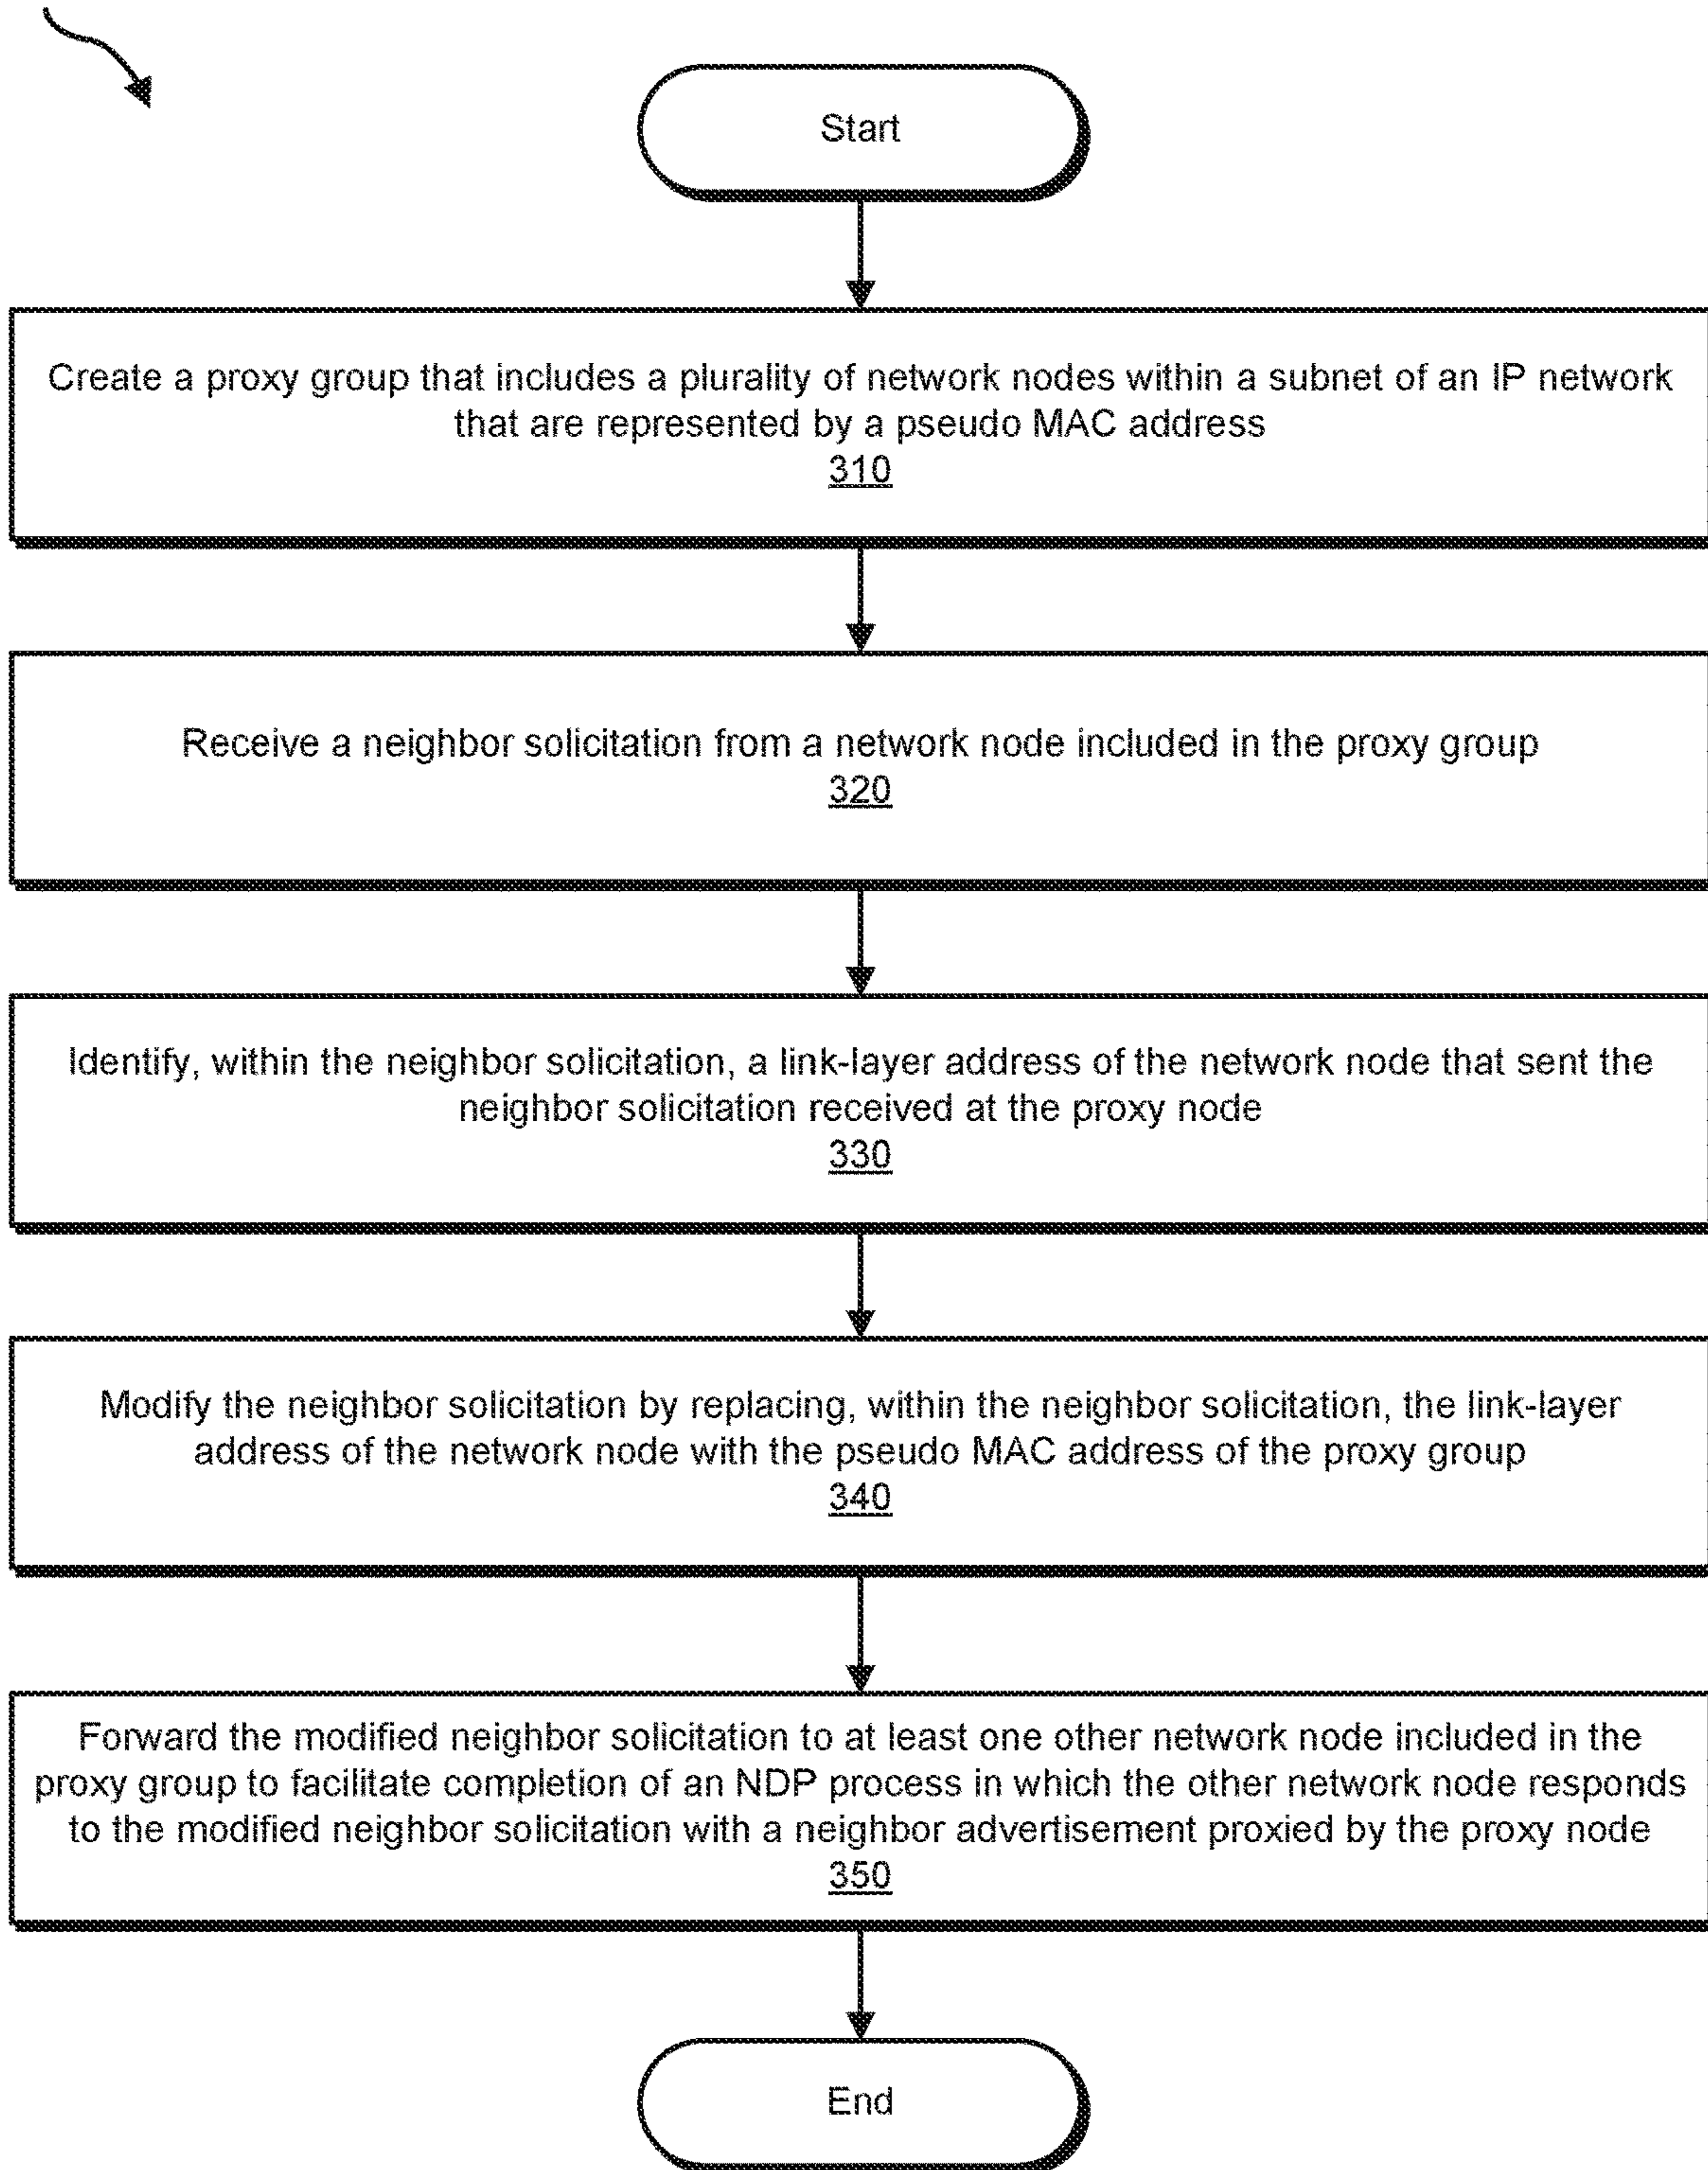 Start
Create a proxy group that includes a plurality of network nodes within a subnet of an IP network
that are represented by a pseudo MAC address
310
Receive a neighbor solicitation from a network node included in the proxy group
320
Identify, within the neighbor solicitation, a link-layer address of the network node that sent the
neighbor solicitation received at the proxy node
330
Modify the neighbor solicitation by replacing, within the neighbor solicitation, the link-layer
address of the network node with the pseudo MAC address of the proxy group
340
Forward the modified neighbor solicitation to at least one other network node included in the
proxy group to facilitate completion of an NDP process in which the other network node responds
to the modified neighbor solicitation with a neighbor advertisement proxied by the proxy node
350
End